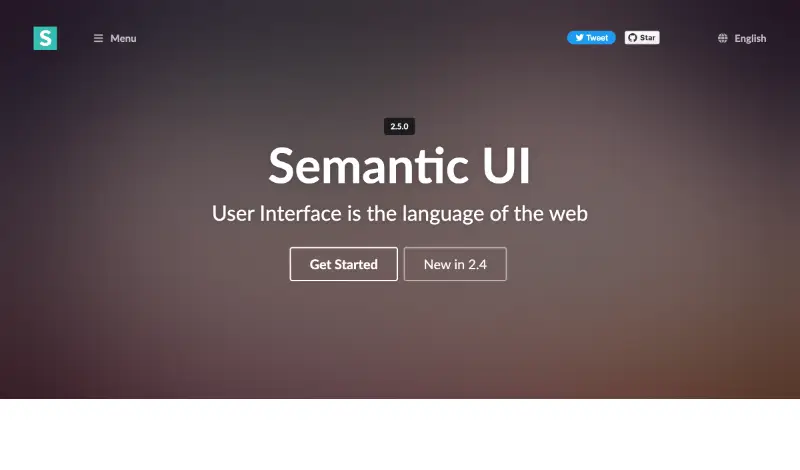 S
Menu
Tweet
Star
English
2.5.0
Semantic UI
User Interface is the language of the web
Get Started
New in 2.4